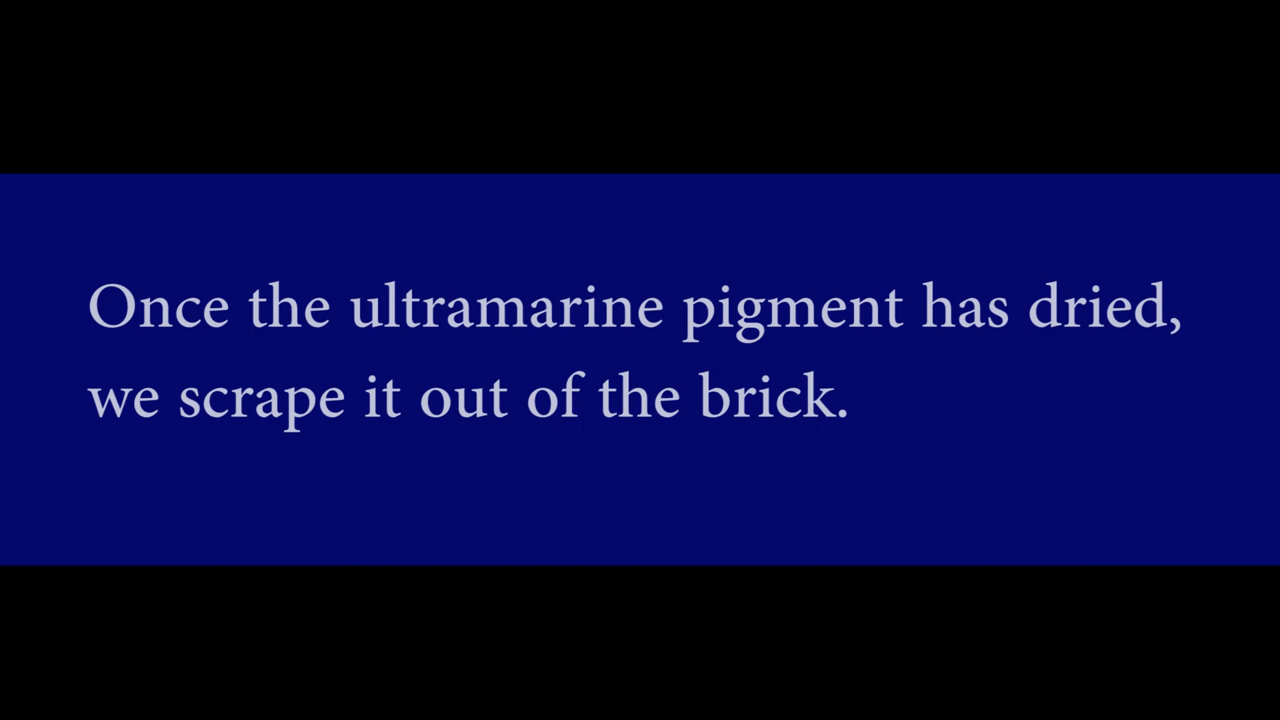 Once the ultramarine pigment has dried,
we scrape it out of the brick.